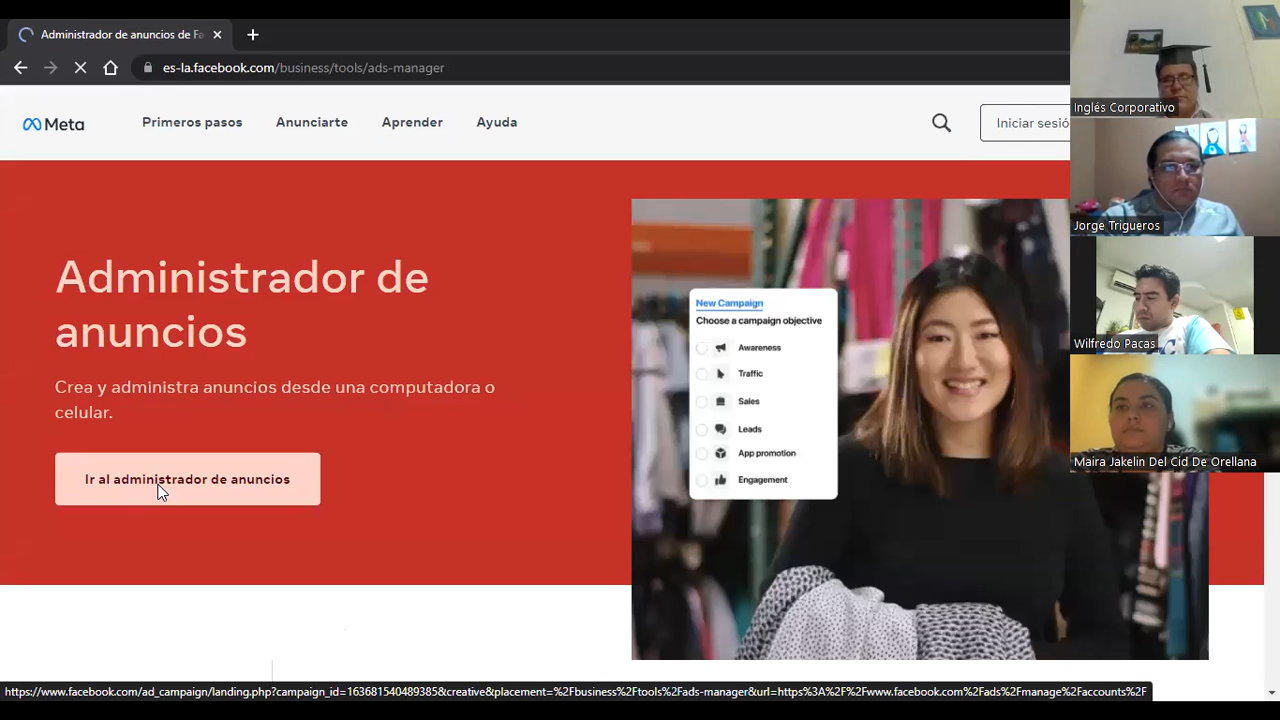 Administrador de anuncios de Fa
es-la.facebook.com/business/tools/ads-manager
Meta
Primeros pasos
Anunciarte
Aprender
Ayuda
Iniciar sesió
Administrador de
anuncios
Crea y administra anuncios desde una computadora o
celular.
Ir al administrador de anuncios
New Campaign
Choose a campaign objective
Awareness
Traffic
Sales
Leads
App promotion
Engagement
Inglés Corporativo
Jorge Trigueros
Wilfredo Pacas
Maira Jakelin Del Cid De Orellana
https://www.facebook.com/ad_campaign/landing.php?campaign_id=163681540489385&creative&placement=%2Fbusiness%2Ftools%2Fads-manager&url=https%3A%2F%2Fwww.facebook.com%2Fads%2Fmanage%2Faccounts%2F